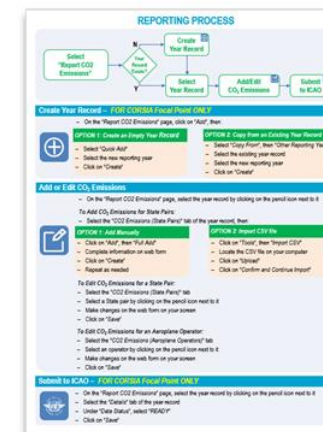 REPORTING PROCESS
Select
"Report CO2
Emissions"
N
Y
Year
Record
Exists?
Create
Year Record
Select
Year Record
Add/Edit
CO₂ Emissions
Submit
to ICAO
Create Year Record – FOR CORSIA Focal Point ONLY
– On the "Report CO2 Emissions" page, click on "Add", then:
OPTION 1: Create an Empty Year Record
– Select "Quick Add"
– Select the new reporting year
– Click on "Create"
OPTION 2: Copy from an Existing Year Record
– Select "Copy From", then "Other Reporting Ye
– Select the existing year record
– Select the new reporting year
– Click on "Create"
Add or Edit CO₂ Emissions
– On the "Report CO2 Emissions" page, select the year record by clicking on the pencil icon next to it
To Add CO₂ Emissions for State Pairs:
– Select the "CO2 Emissions (State Pairs)" tab of the year record, then:
OPTION 1: Add Manually
– Click on "Add", then "Full Add"
– Complete information on web form
– Click on "Create"
– Repeat as needed
OPTION 2: Import CSV file
– Click on "Tools", then "Import CSV"
– Locate the CSV file on your computer
– Click on "Upload"
– Click on "Confirm and Continue Import"
To Edit CO₂ Emissions for a State Pair:
– Select the "CO2 Emissions (State Pairs)" tab
– Select a State pair by clicking on the pencil icon next to it
– Make changes on the web form on your screen
– Click on "Save"
To Edit CO₂ Emissions for an Aeroplane Operator:
– Select the "CO2 Emissions (Aeroplane Operators)" tab
– Select an operator by clicking on the pencil icon next to it
– Make changes on the web form on your screen
– Click on "Save"
Submit to ICAO – FOR CORSIA Focal Point ONLY
– On the "Report CO2 Emissions" page, select the year record by clicking on the pencil icon next to it
– Select the "Details" tab of the year record
– Under "Data Status", select "READY"
– Click on "Save"